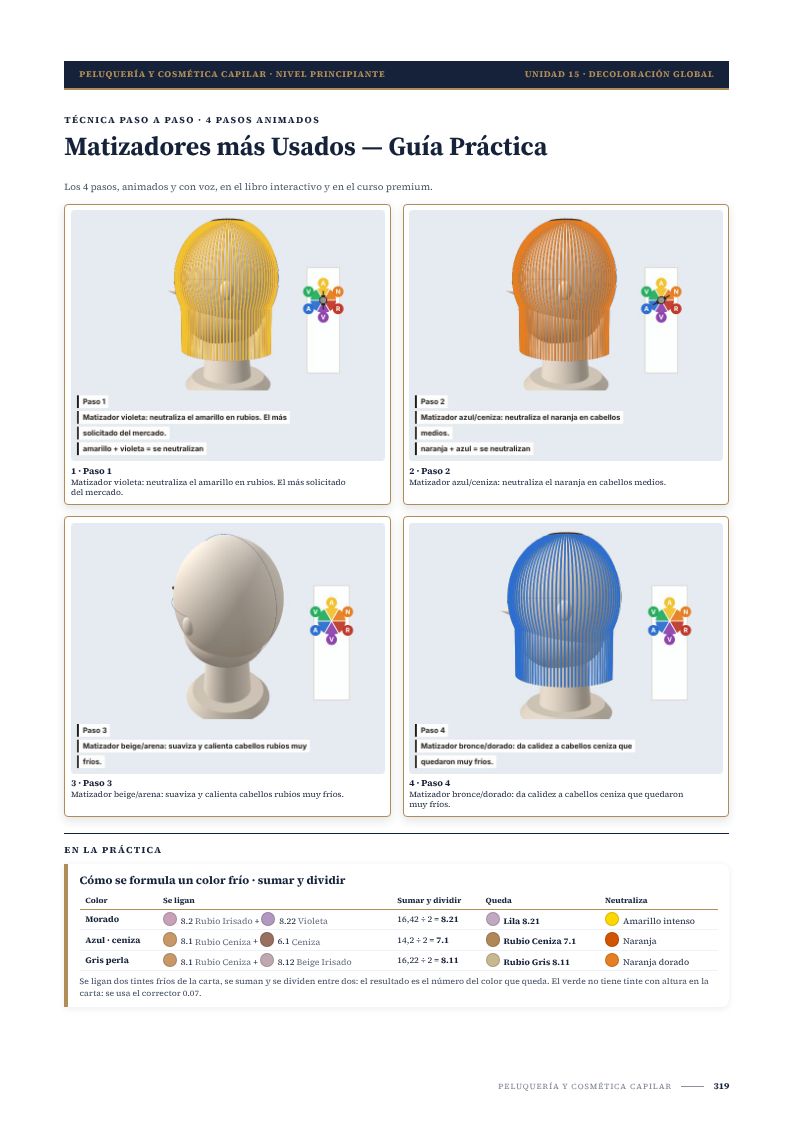 PELUQUERÍA Y COSMÉTICA CAPILAR · NIVEL PRINCIPIANTE
UNIDAD 15 · DECOLORACIÓN GLOBAL
TÉCNICA PASO A PASO · 4 PASOS ANIMADOS
Matizadores más Usados — Guía Práctica
Los 4 pasos, animados y con voz, en el libro interactivo y en el curso premium.
A
V N
A R
V
Paso 1
Matizador violeta: neutraliza el amarillo en rubios. El más
solicitado del mercado.
amarillo + violeta = se neutralizan
1 · Paso 1
Matizador violeta: neutraliza el amarillo en rubios. El más solicitado
del mercado.
A
V N
A R
V
Paso 2
Matizador azul/ceniza: neutraliza el naranja en cabellos
medios.
naranja + azul = se neutralizan
2 · Paso 2
Matizador azul/ceniza: neutraliza el naranja en cabellos medios.
A
V N
A R
V
Paso 3
Matizador beige/arena: suaviza y calienta cabellos rubios muy
fríos.
3 · Paso 3
Matizador beige/arena: suaviza y calienta cabellos rubios muy fríos.
A
V N
A R
V
Paso 4
Matizador bronce/dorado: da calidez a cabellos ceniza que
quedaron muy fríos.
4 · Paso 4
Matizador bronce/dorado: da calidez a cabellos ceniza que quedaron
muy fríos.
EN LA PRÁCTICA
Cómo se formula un color frío · sumar y dividir
Color Se ligan Sumar y dividir Queda Neutraliza
Morado 8.2 Rubio Irisado + 8.22 Violeta 16,42 ÷ 2 = 8.21 Lila 8.21 Amarillo intenso
Azul · ceniza 8.1 Rubio Ceniza + 6.1 Ceniza 14,2 ÷ 2 = 7.1 Rubio Ceniza 7.1 Naranja
Gris perla 8.1 Rubio Ceniza + 8.12 Beige Irisado 16,22 ÷ 2 = 8.11 Rubio Gris 8.11 Naranja dorado
Se ligan dos tintes fríos de la carta, se suman y se dividen entre dos: el resultado es el número del color que queda. El verde no tiene tinte con altura en la
carta: se usa el corrector 0.07.
PELUQUERÍA Y COSMÉTICA CAPILAR 319